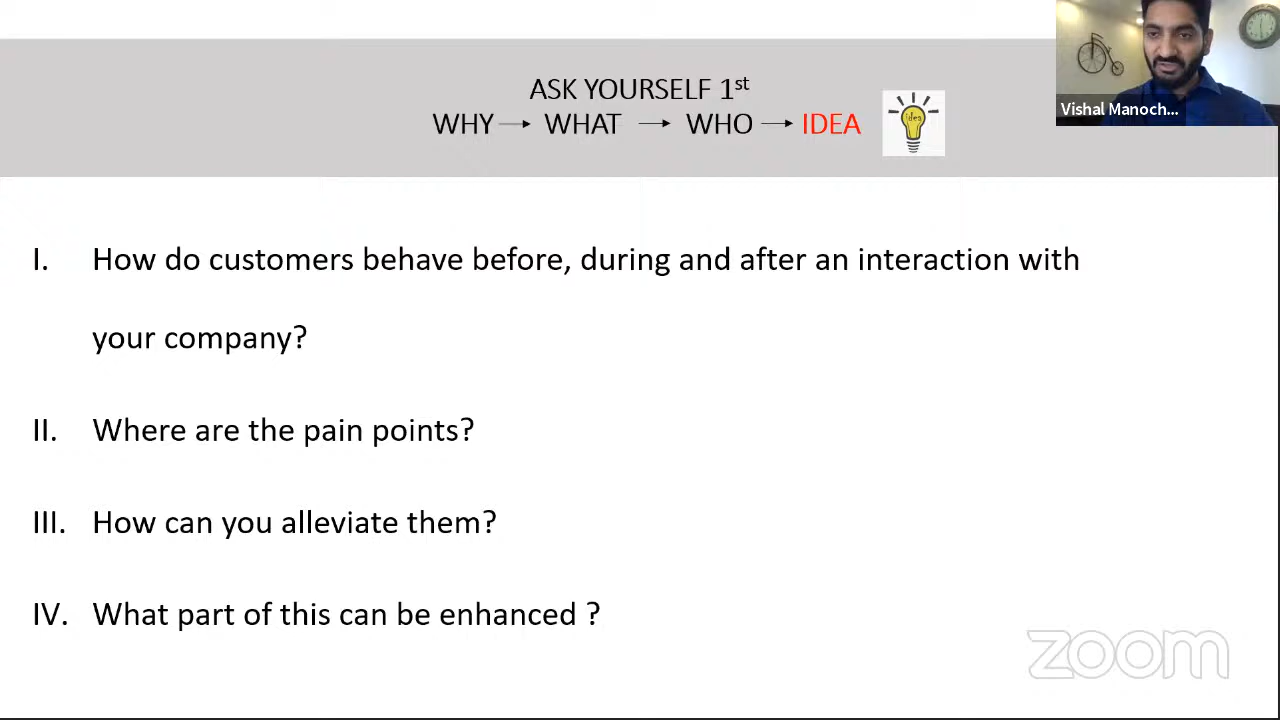 ASK YOURSELF 1st
WHY → WHAT → WHO → IDEA
idea
Vishal Manoch...
I. How do customers behave before, during and after an interaction with
your company?
II. Where are the pain points?
III. How can you alleviate them?
IV. What part of this can be enhanced ?
zoom